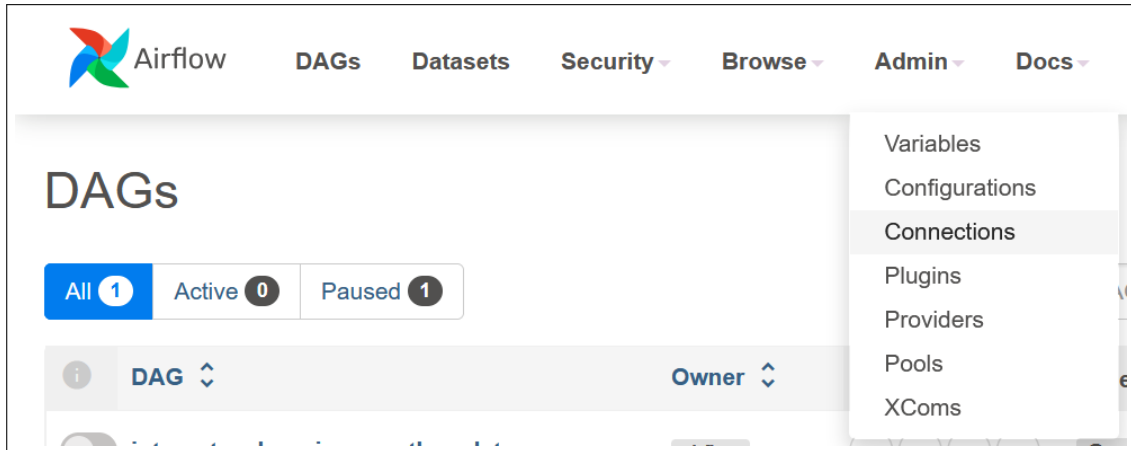 Airflow DAGs Datasets Security Browse Admin Docs
Variables
Configurations
Connections
Plugins
Providers
Pools
XComs
DAGs
All 1 Active 0 Paused 1
DAG Owner